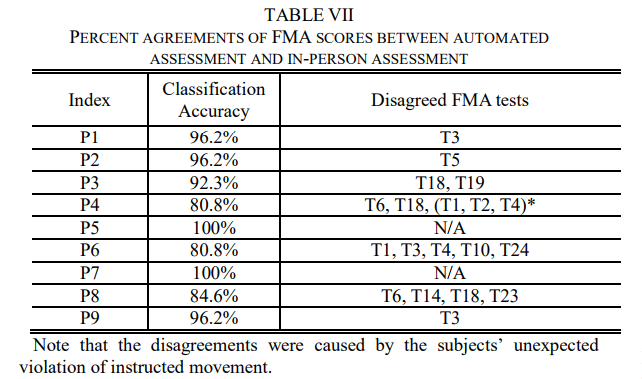 TABLE VII
PERCENT AGREEMENTS OF FMA SCORES BETWEEN AUTOMATED
ASSESSMENT AND IN-PERSON ASSESSMENT
Index Classification Accuracy Disagreed FMA tests
P1 96.2% T3
P2 96.2% T5
P3 92.3% T18, T19
P4 80.8% T6, T18, (T1, T2, T4)*
P5 100% N/A
P6 80.8% T1, T3, T4, T10, T24
P7 100% N/A
P8 84.6% T6, T14, T18, T23
P9 96.2% T3
Note that the disagreements were caused by the subjects' unexpected
violation of instructed movement.